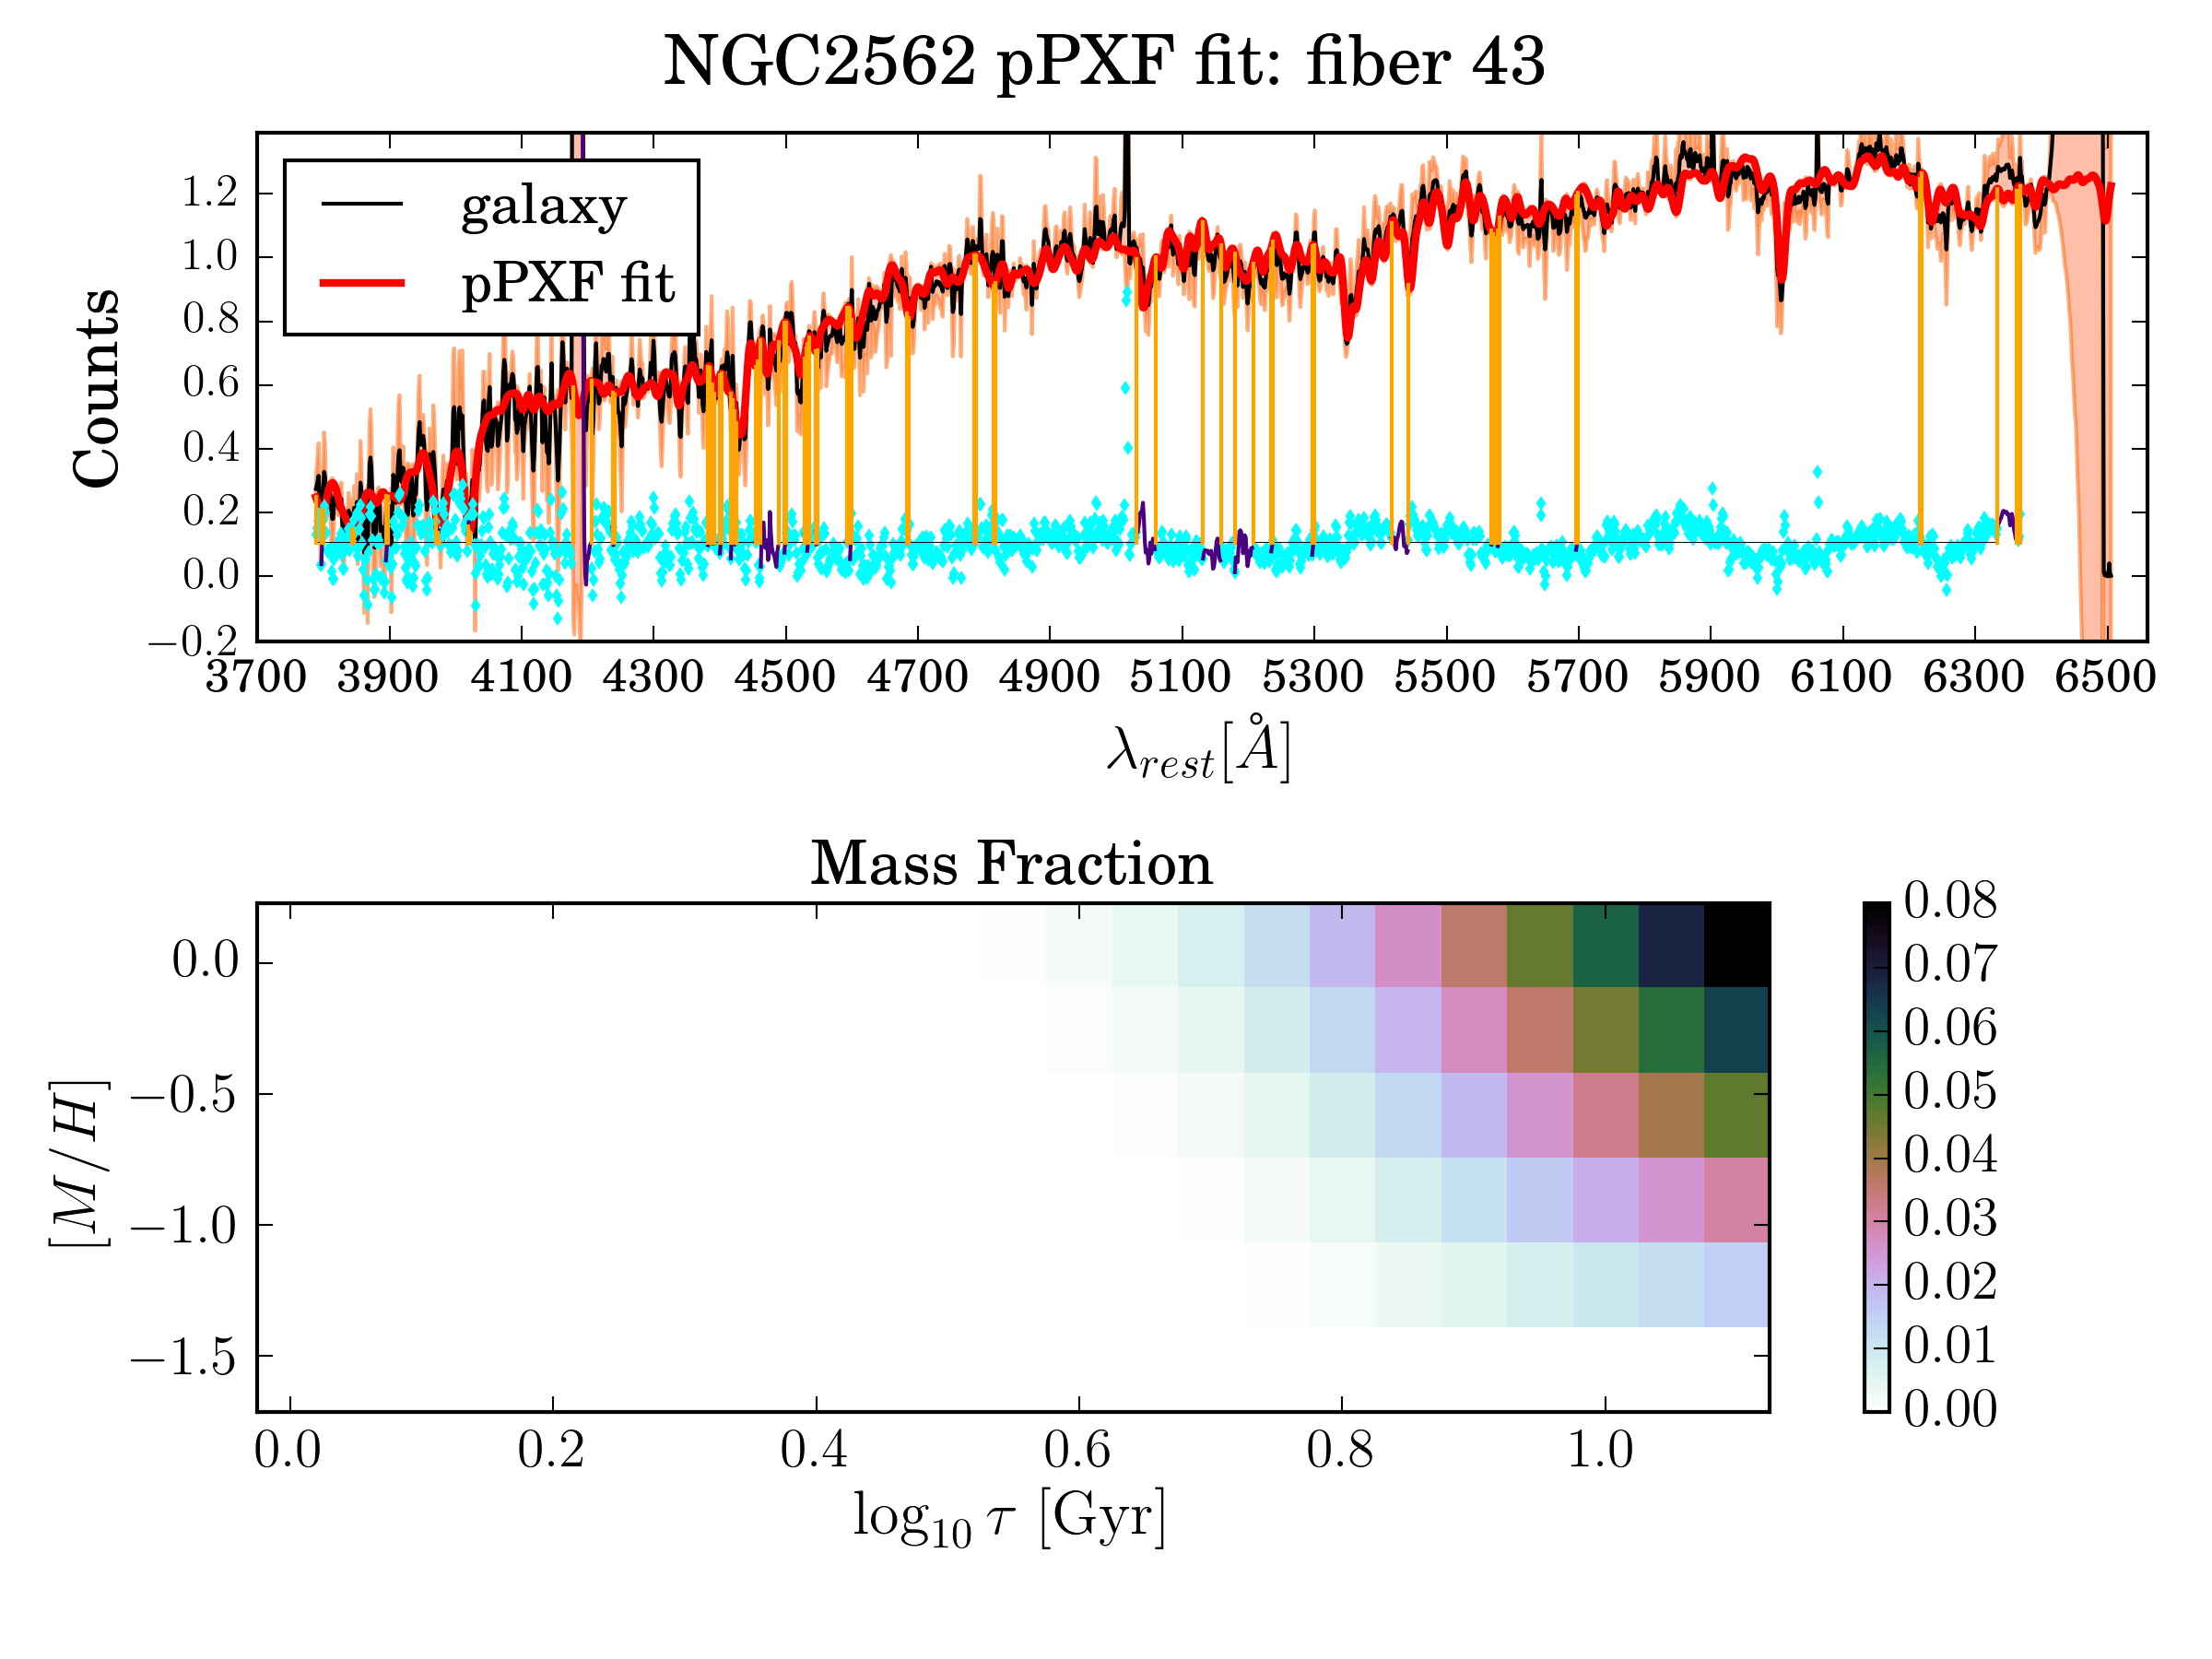 NGC2562 pPXF fit: fiber 43
galaxy
pPXF fit
Counts
1.2
1.0
0.8
0.6
0.4
0.2
0.0
−0.2
3700 3900 4100 4300 4500 4700 4900 5100 5300 5500 5700 5900 6100 6300 6500
λ_rest[Å]
Mass Fraction
[M/H]
0.0
−0.5
−1.0
−1.5
0.0 0.2 0.4 0.6 0.8 1.0
log₁₀ τ [Gyr]
0.08
0.07
0.06
0.05
0.04
0.03
0.02
0.01
0.00